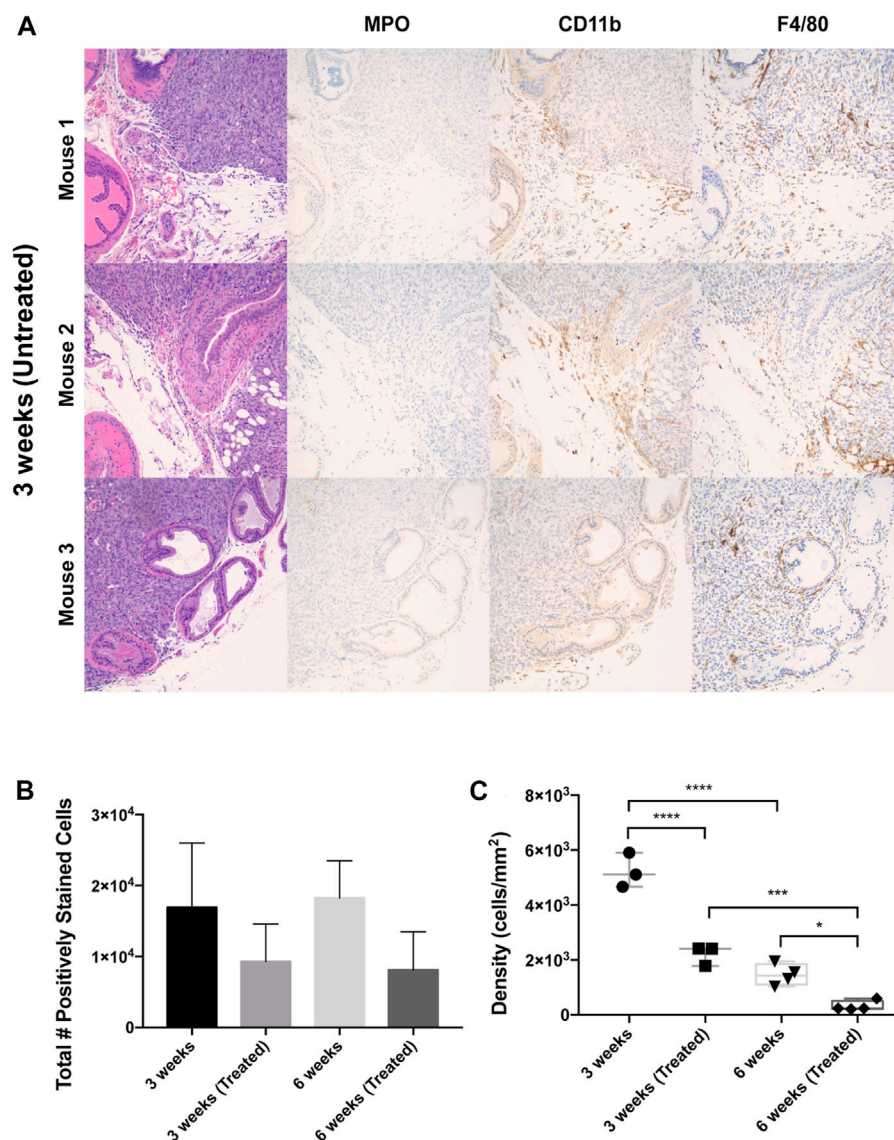 A
MPO
CD11b
F4/80
3 weeks (Untreated)
Mouse 1
Mouse 2
Mouse 3
B
Total # Positively Stained Cells
3×10⁴
2×10⁴
1×10⁴
0
3 weeks
3 weeks (Treated)
6 weeks
6 weeks (Treated)
C
Density (cells/mm²)
8×10³
6×10³
4×10³
2×10³
0
****
****
***
*
3 weeks
3 weeks (Treated)
6 weeks
6 weeks (Treated)